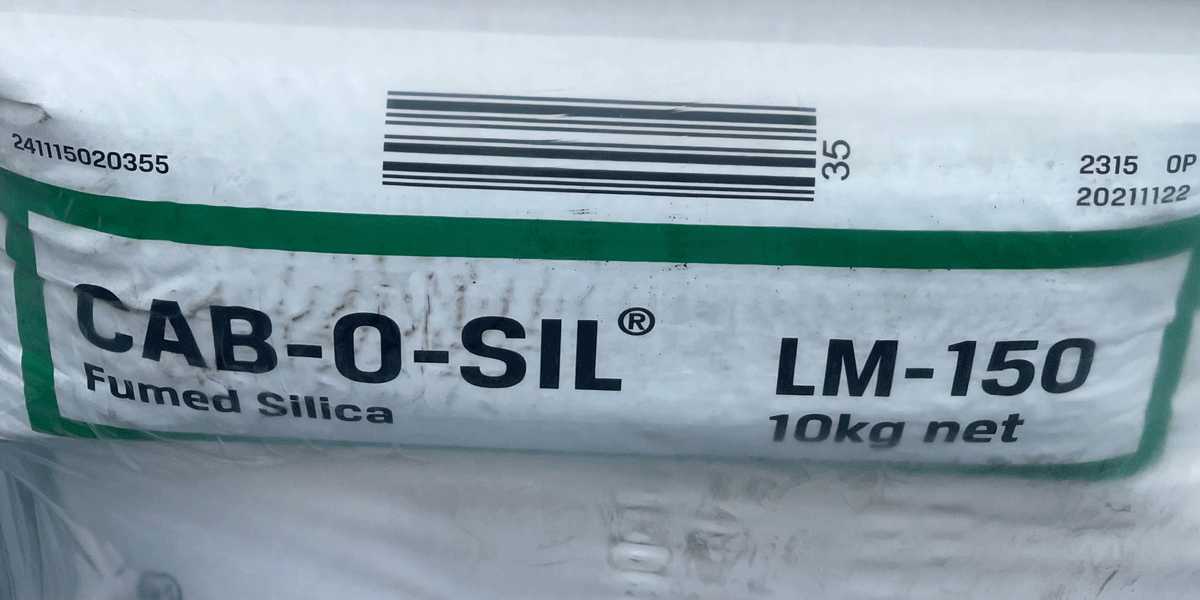 241115020355
35
2315 OP
20211122
CAB-O-SIL®
Fumed Silica
LM-150
10kg net